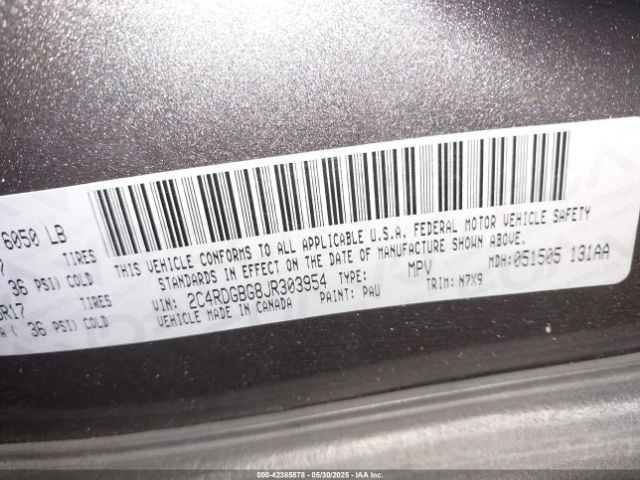 6050 LB
TIRES
36 PSI) COLD
THIS VEHICLE CONFORMS TO ALL APPLICABLE U.S.A. FEDERAL MOTOR VEHICLE SAFETY
STANDARDS IN EFFECT ON THE DATE OF MANUFACTURE SHOWN ABOVE.
VIN: 2C4RDGBG8JR303954 TYPE: MPV MDH: 051505 131AA
VEHICLE MADE IN CANADA PAINT: PAU TRIM: N7X9
R17 TIRES
A ( 36 PSI) COLD
000-42385878 - 05/30/2025 - IAA Inc.